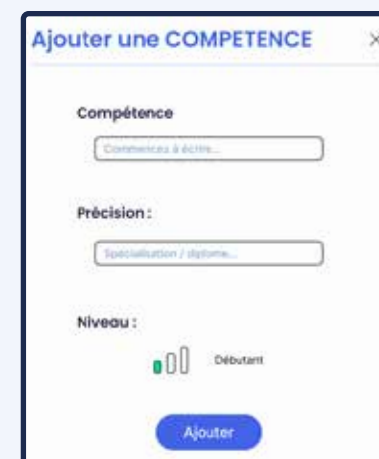 Ajouter une COMPETENCE
Compétence
Commencez à écrire...
Précision :
Spécialisation / diplome...
Niveau :
Débutant
Ajouter